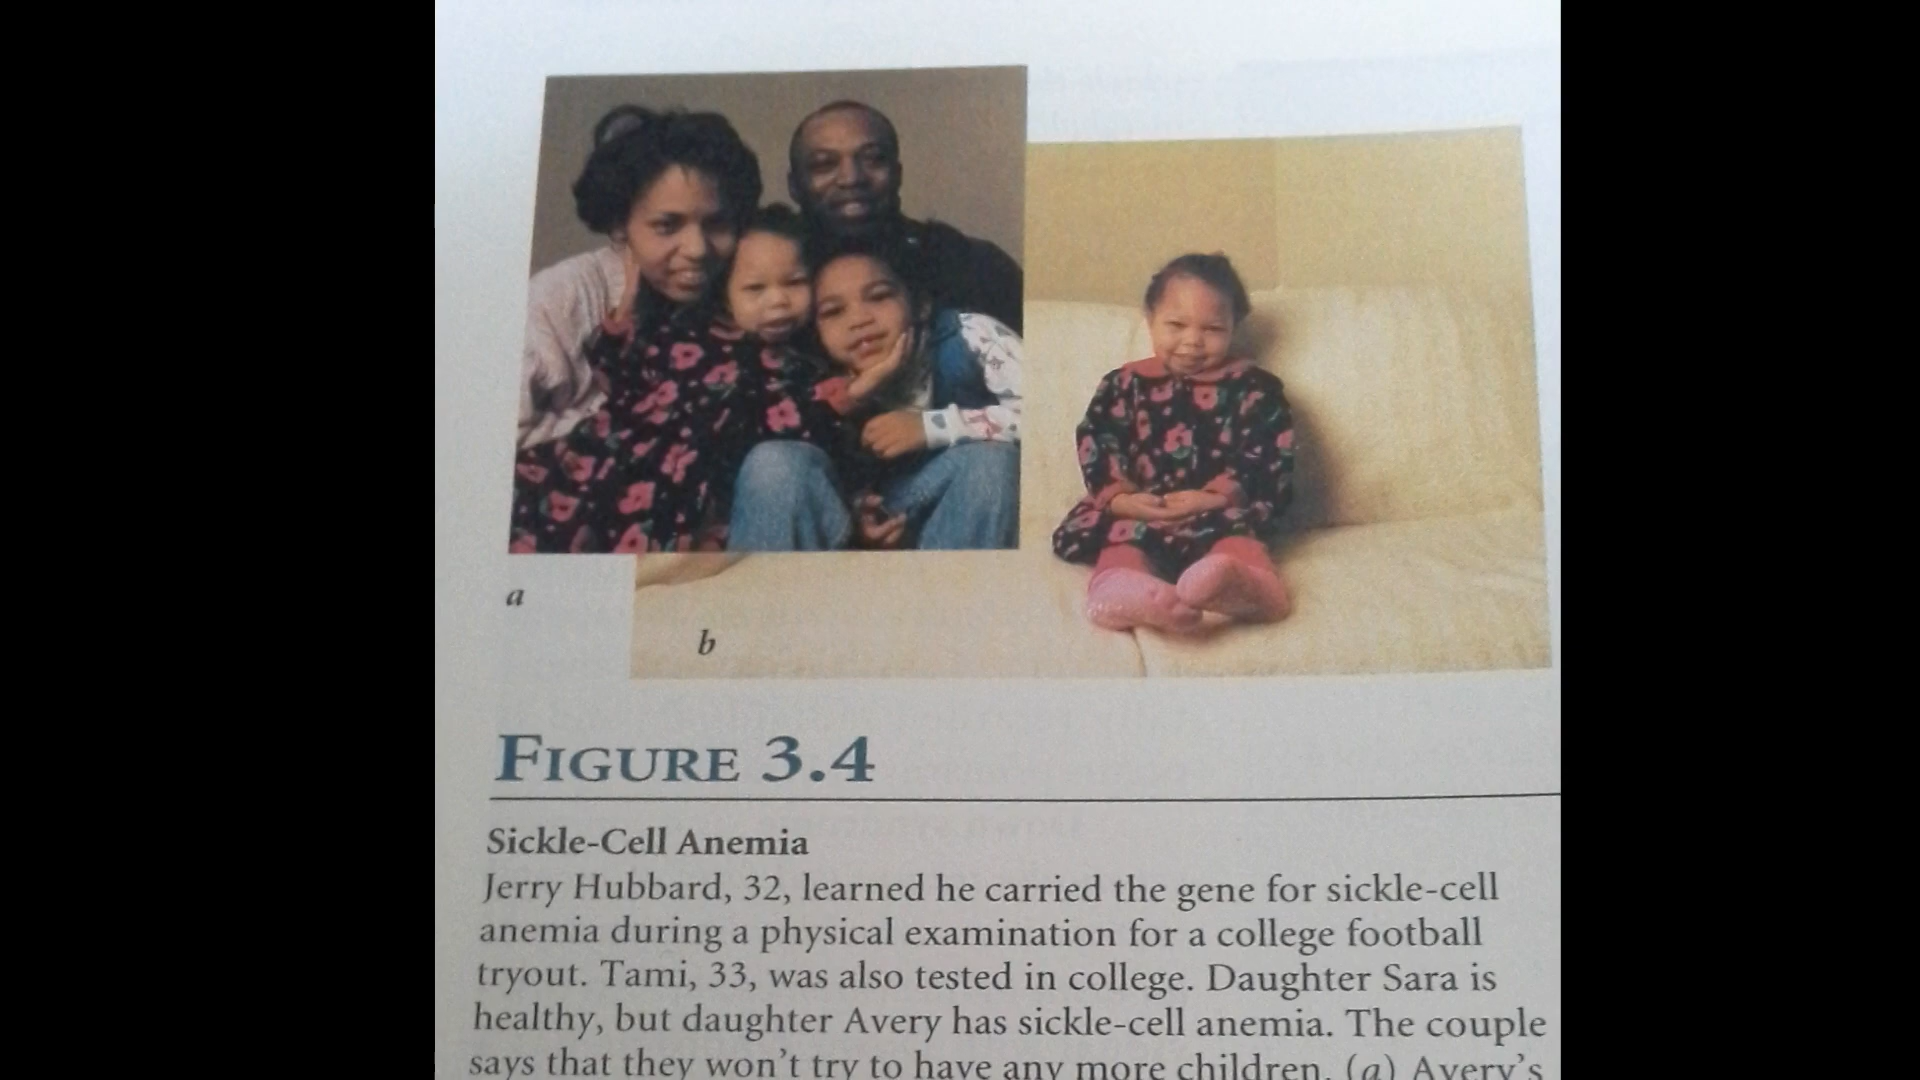 a
b
FIGURE 3.4
Sickle-Cell Anemia
Jerry Hubbard, 32, learned he carried the gene for sickle-cell
anemia during a physical examination for a college football
tryout. Tami, 33, was also tested in college. Daughter Sara is
healthy, but daughter Avery has sickle-cell anemia. The couple
says that they won't try to have any more children. (a) Avery's